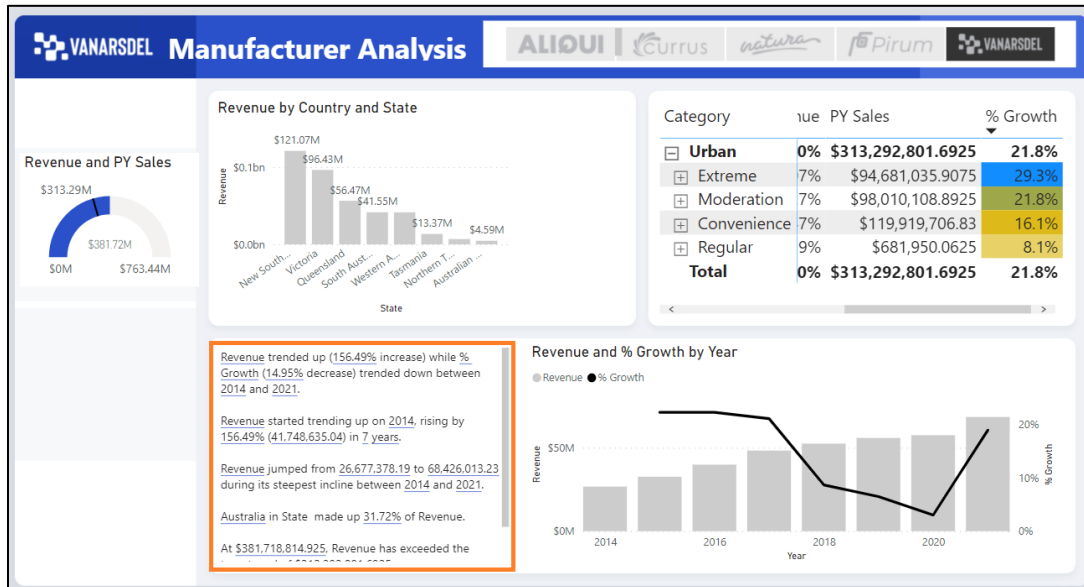 VANARSDEL Manufacturer Analysis
ALIQUI
Currus
natura
Pirum
VANARSDEL
Revenue and PY Sales
$313.29M
$381.72M
$0M $763.44M
Revenue by Country and State
$121.07M
$96.43M
$56.47M
$41.55M
$13.37M
$4.59M
$0.1bn
$0.0bn
Revenue
New South...
Victoria
Queensland
South Aust...
Western A...
Tasmania
Northern T...
Australian ...
State
Category nue PY Sales % Growth
Urban 0% $313,292,801.6925 21.8%
Extreme 7% $94,681,035.9075 29.3%
Moderation 7% $98,010,108.8925 21.8%
Convenience 7% $119,919,706.83 16.1%
Regular 9% $681,950.0625 8.1%
Total 0% $313,292,801.6925 21.8%
Revenue trended up (156.49% increase) while %
Growth (14.95% decrease) trended down between
2014 and 2021.
Revenue started trending up on 2014, rising by
156.49% (41,748,635.04) in 7 years.
Revenue jumped from 26,677,378.19 to 68,426,013.23
during its steepest incline between 2014 and 2021.
Australia in State made up 31.72% of Revenue.
At $381,718,814.925, Revenue has exceeded the
Revenue and % Growth by Year
Revenue % Growth
$50M
$0M
Revenue
20%
10%
0%
% Growth
2014 2016 2018 2020
Year